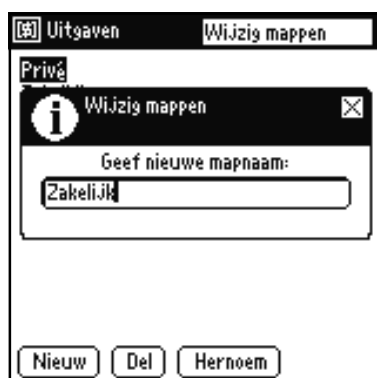 Uitgaven Wijzig mappen
Privé
Wijzig mappen
Geef nieuwe mapnaam:
Zakelijk
Nieuw Del Hernoem